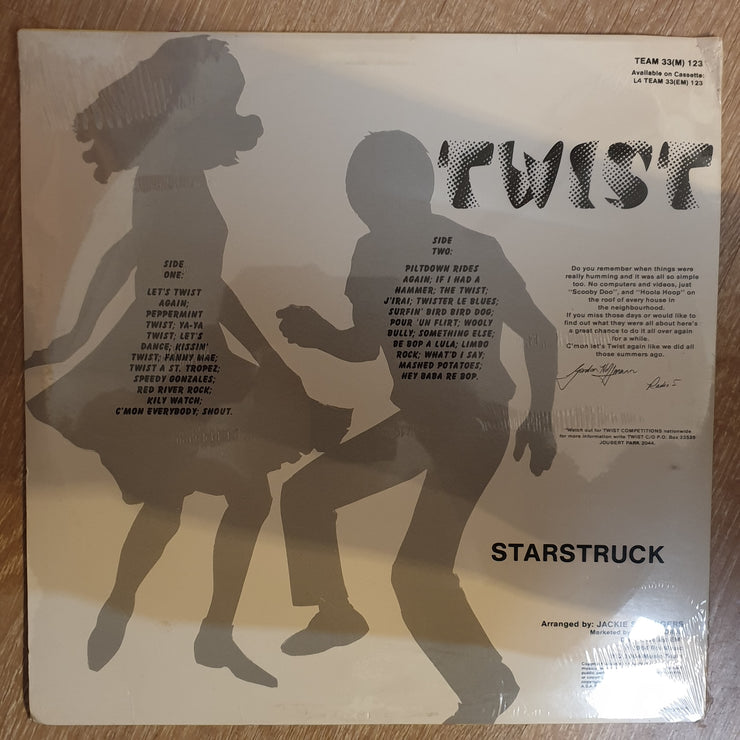 TEAM 33(M) 123
Available on Cassette:
L4 TEAM 33(EM) 123
TWIST
SIDE
ONE:
LET'S TWIST
AGAIN;
PEPPERMINT
TWIST; YA-YA
TWIST; LET'S
DANCE; KISSIN'
TWIST; FANNY MAE;
TWIST A ST. TROPEZ;
SPEEDY GONZALES;
RED RIVER ROCK;
KILY WATCH;
C'MON EVERYBODY; SHOUT.
SIDE
TWO:
PILTDOWN RIDES
AGAIN; IF I HAD A
HAMMER; THE TWIST;
J'IRAI; TWISTER LE BLUES;
SURFIN' BIRD BIRD DOG;
POUR 'UN FLIRT; WOOLY
BULLY; SOMETHING ELSE;
BE BOP A LULA; LIMBO
ROCK; WHAT'D I SAY;
MASHED POTATOES;
HEY BABA RE BOP.
Do you remember when things were
really humming and it was all so simple
too. No computers and videos, just
"Scooby Doo", and "Hoola Hoop" on
the roof of every house in
the neighbourhood.
If you miss those days or would like to
find out what they were all about here's
a great chance to do it all over again
for a while.
C'mon let's Twist again like we did all
those summers ago.
Radio 5
*Watch out for TWIST COMPETITIONS nationwide
for more information write TWIST C/O P.O. Box 33529
JOUBERT PARK 2044.
STARSTRUCK
Arranged by: JACKIE
Marketed by